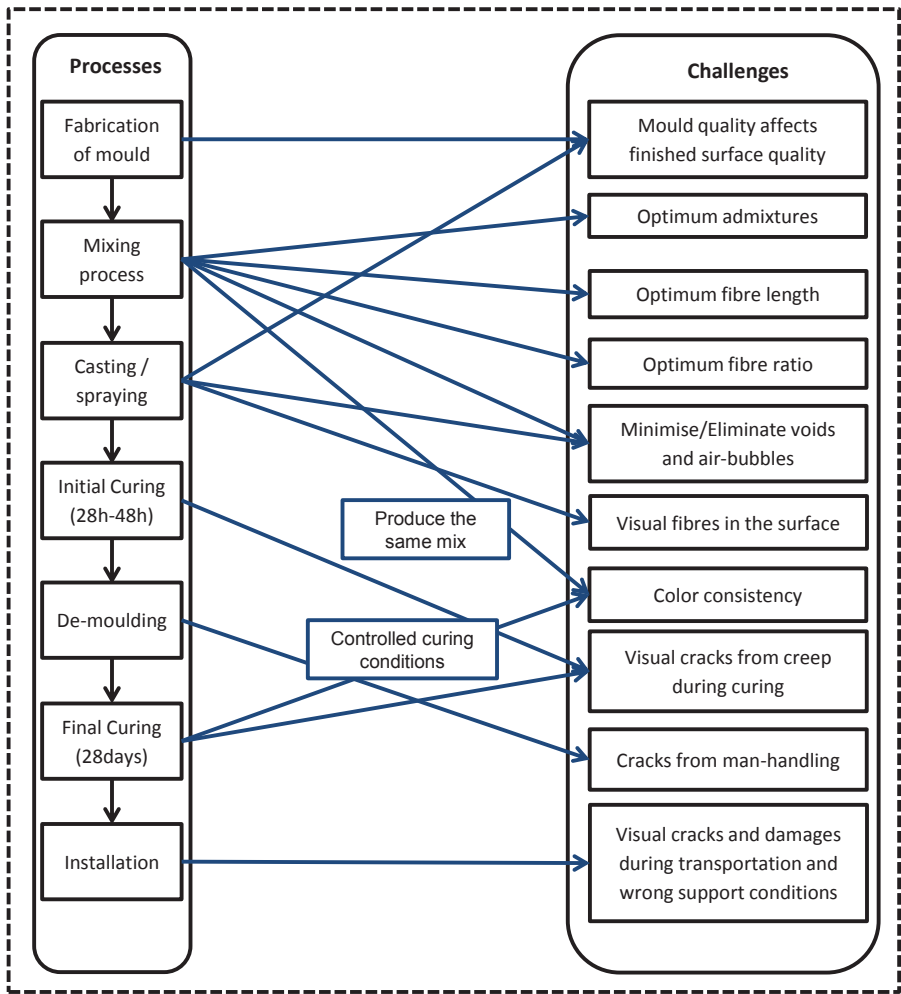 Processes
Fabrication
of mould
Mixing
process
Casting /
spraying
Initial Curing
(28h-48h)
De-moulding
Final Curing
(28days)
Installation
Produce the
same mix
Controlled curing
conditions
Challenges
Mould quality affects
finished surface quality
Optimum admixtures
Optimum fibre length
Optimum fibre ratio
Minimise/Eliminate voids
and air-bubbles
Visual fibres in the surface
Color consistency
Visual cracks from creep
during curing
Cracks from man-handling
Visual cracks and damages
during transportation and
wrong support conditions